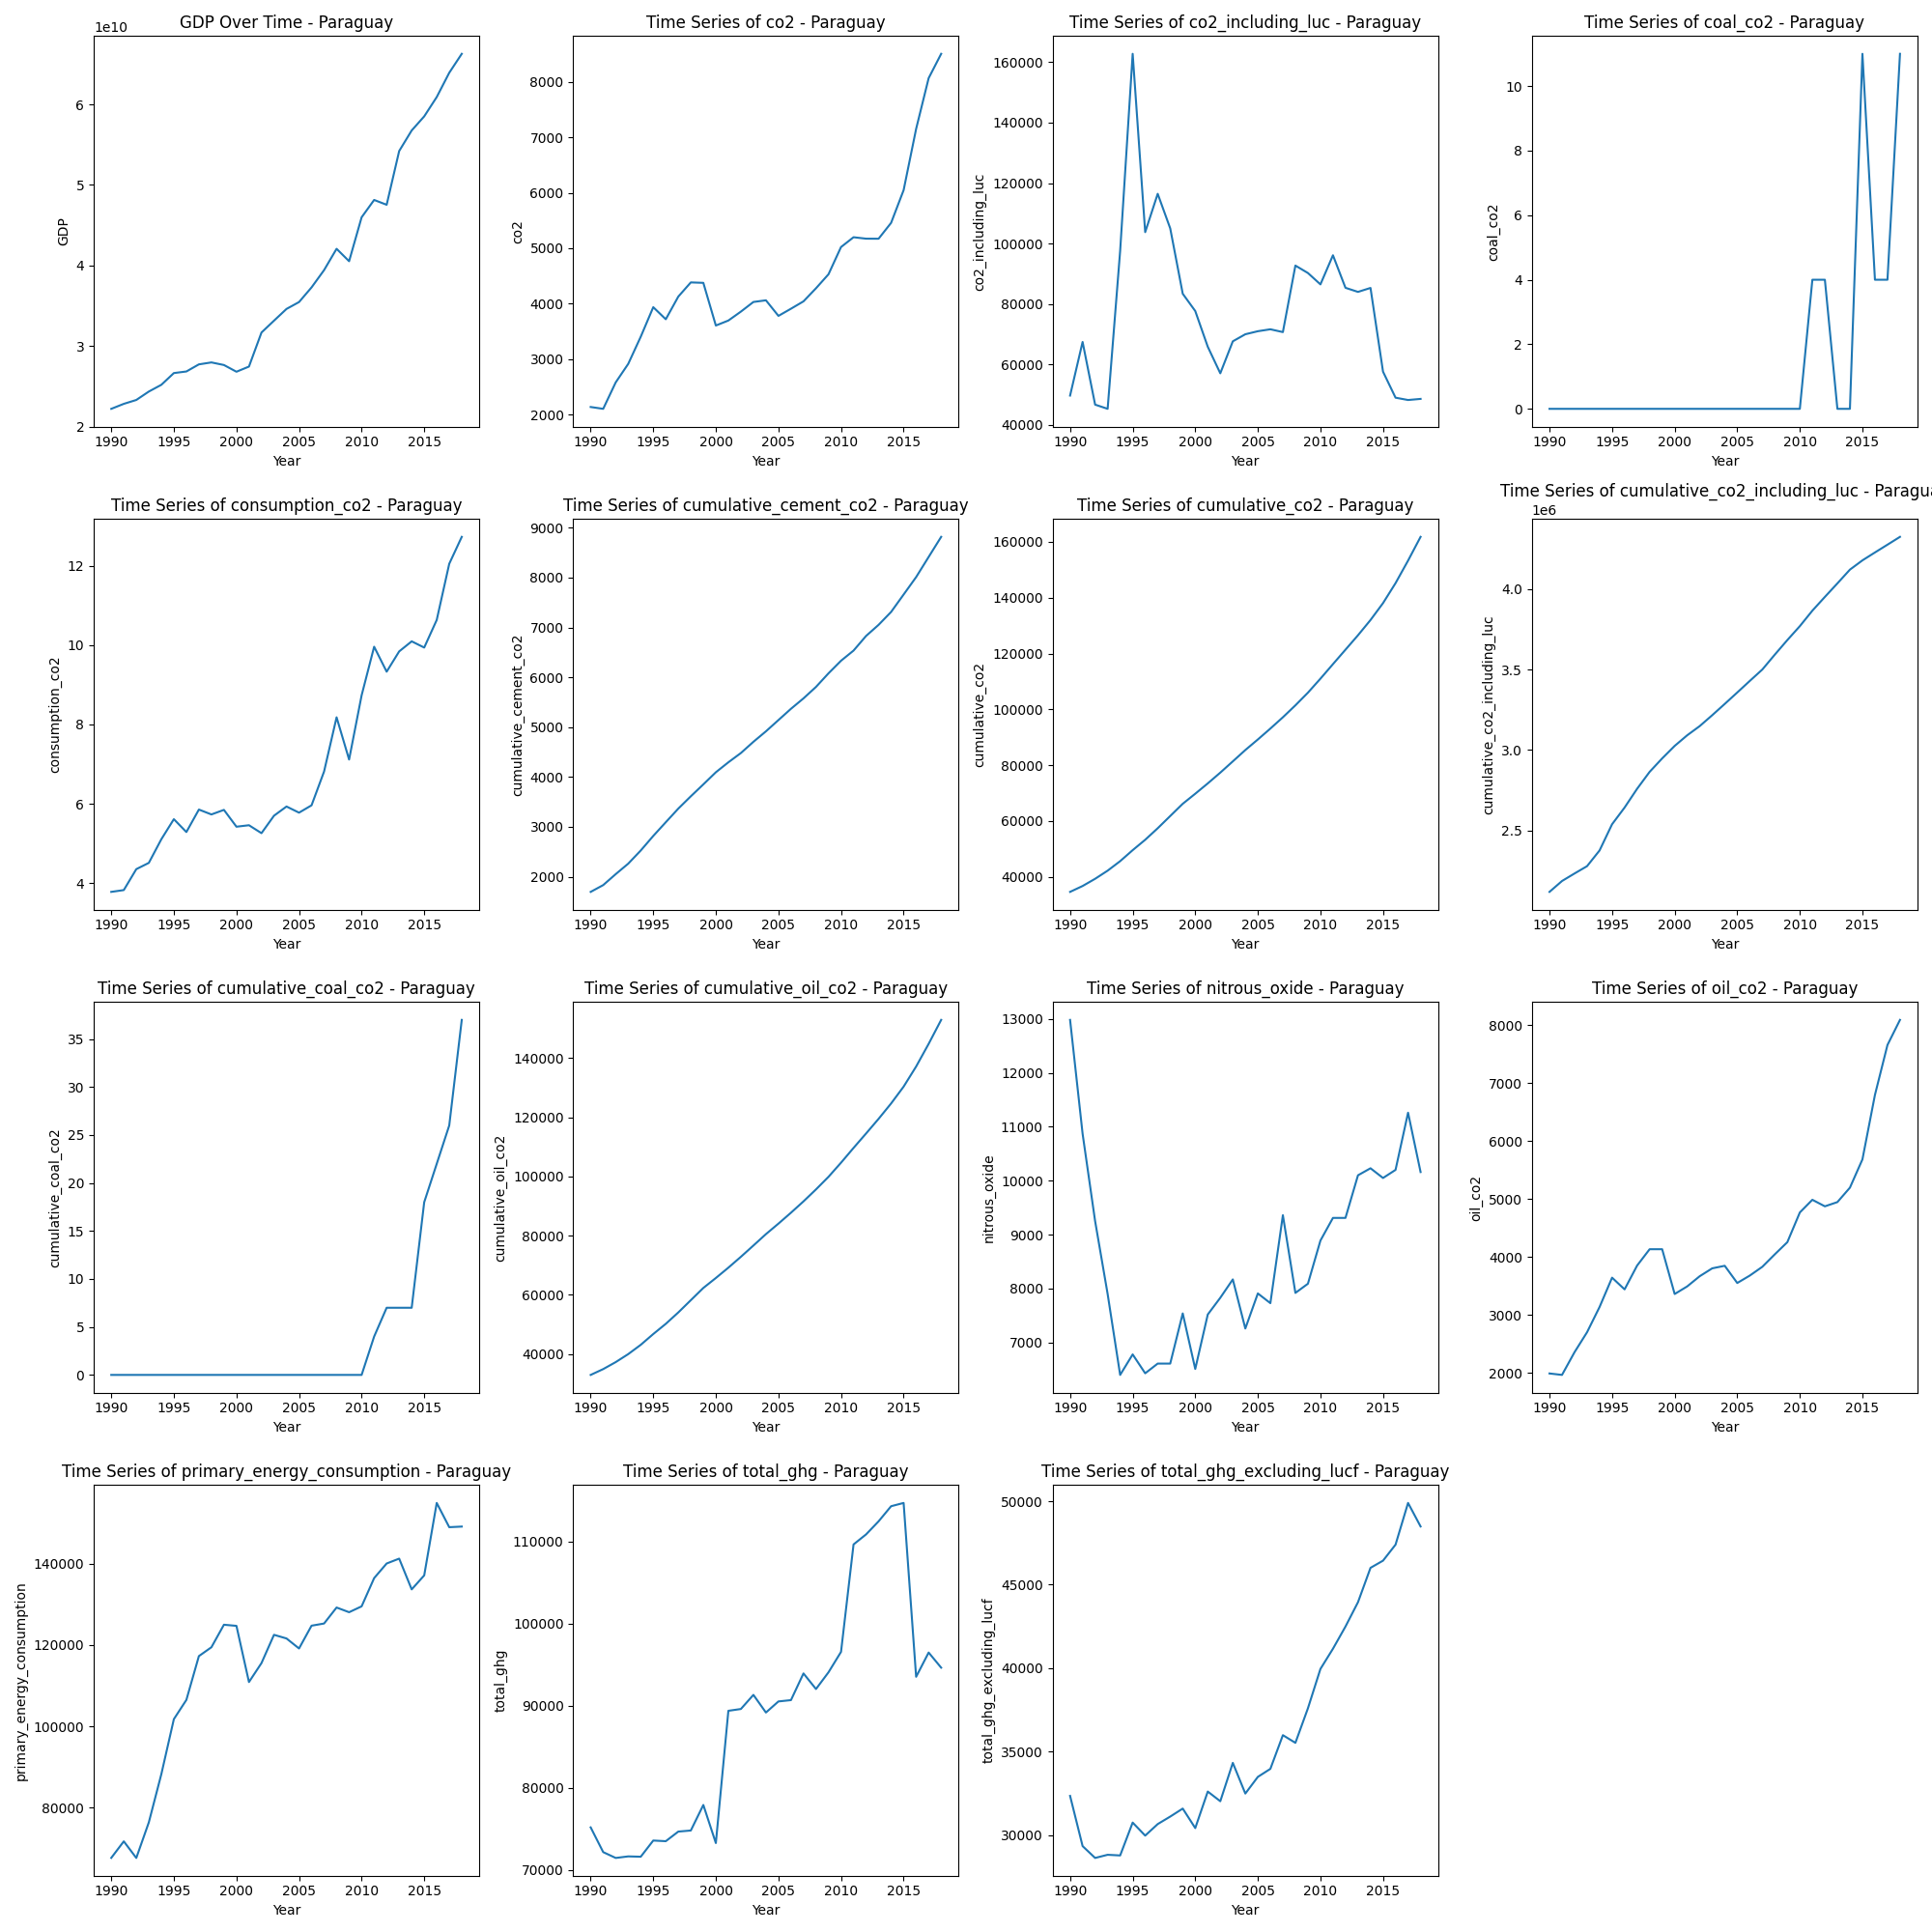 GDP Over Time - Paraguay
1e10
GDP
6
5
4
3
2
1990 1995 2000 2005 2010 2015
Year
Time Series of co2 - Paraguay
co2
8000
7000
6000
5000
4000
3000
2000
1990 1995 2000 2005 2010 2015
Year
Time Series of co2_including_luc - Paraguay
co2_including_luc
160000
140000
120000
100000
80000
60000
40000
1990 1995 2000 2005 2010 2015
Year
Time Series of coal_co2 - Paraguay
coal_co2
10
8
6
4
2
0
1990 1995 2000 2005 2010 2015
Year
Time Series of consumption_co2 - Paraguay
consumption_co2
12
10
8
6
4
1990 1995 2000 2005 2010 2015
Year
Time Series of cumulative_cement_co2 - Paraguay
cumulative_cement_co2
9000
8000
7000
6000
5000
4000
3000
2000
1990 1995 2000 2005 2010 2015
Year
Time Series of cumulative_co2 - Paraguay
cumulative_co2
160000
140000
120000
100000
80000
60000
40000
1990 1995 2000 2005 2010 2015
Year
Time Series of cumulative_co2_including_luc - Paragu
1e6
cumulative_co2_including_luc
4.0
3.5
3.0
2.5
1990 1995 2000 2005 2010 2015
Year
Time Series of cumulative_coal_co2 - Paraguay
cumulative_coal_co2
35
30
25
20
15
10
5
0
1990 1995 2000 2005 2010 2015
Year
Time Series of cumulative_oil_co2 - Paraguay
cumulative_oil_co2
140000
120000
100000
80000
60000
40000
1990 1995 2000 2005 2010 2015
Year
Time Series of nitrous_oxide - Paraguay
nitrous_oxide
13000
12000
11000
10000
9000
8000
7000
1990 1995 2000 2005 2010 2015
Year
Time Series of oil_co2 - Paraguay
oil_co2
8000
7000
6000
5000
4000
3000
2000
1990 1995 2000 2005 2010 2015
Year
Time Series of primary_energy_consumption - Paraguay
primary_energy_consumption
140000
120000
100000
80000
1990 1995 2000 2005 2010 2015
Year
Time Series of total_ghg - Paraguay
total_ghg
110000
100000
90000
80000
70000
1990 1995 2000 2005 2010 2015
Year
Time Series of total_ghg_excluding_lucf - Paraguay
total_ghg_excluding_lucf
50000
45000
40000
35000
30000
1990 1995 2000 2005 2010 2015
Year